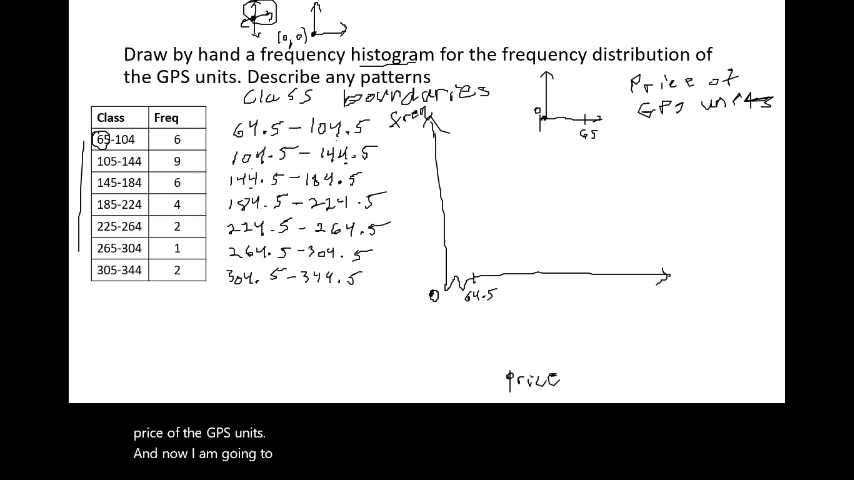 [0,0)
Draw by hand a frequency histogram for the frequency distribution of
the GPS units. Describe any patterns
Class boundaries
Price of
GPS units
0
65
Class Freq
65-104 6
105-144 9
145-184 6
185-224 4
225-264 2
265-304 1
305-344 2
64.5-104.5
104.5-144.5
144.5-184.5
184.5-224.5
224.5-264.5
264.5-304.5
304.5-344.5
freq
0
64.5
price
price of the GPS units.
And now I am going to